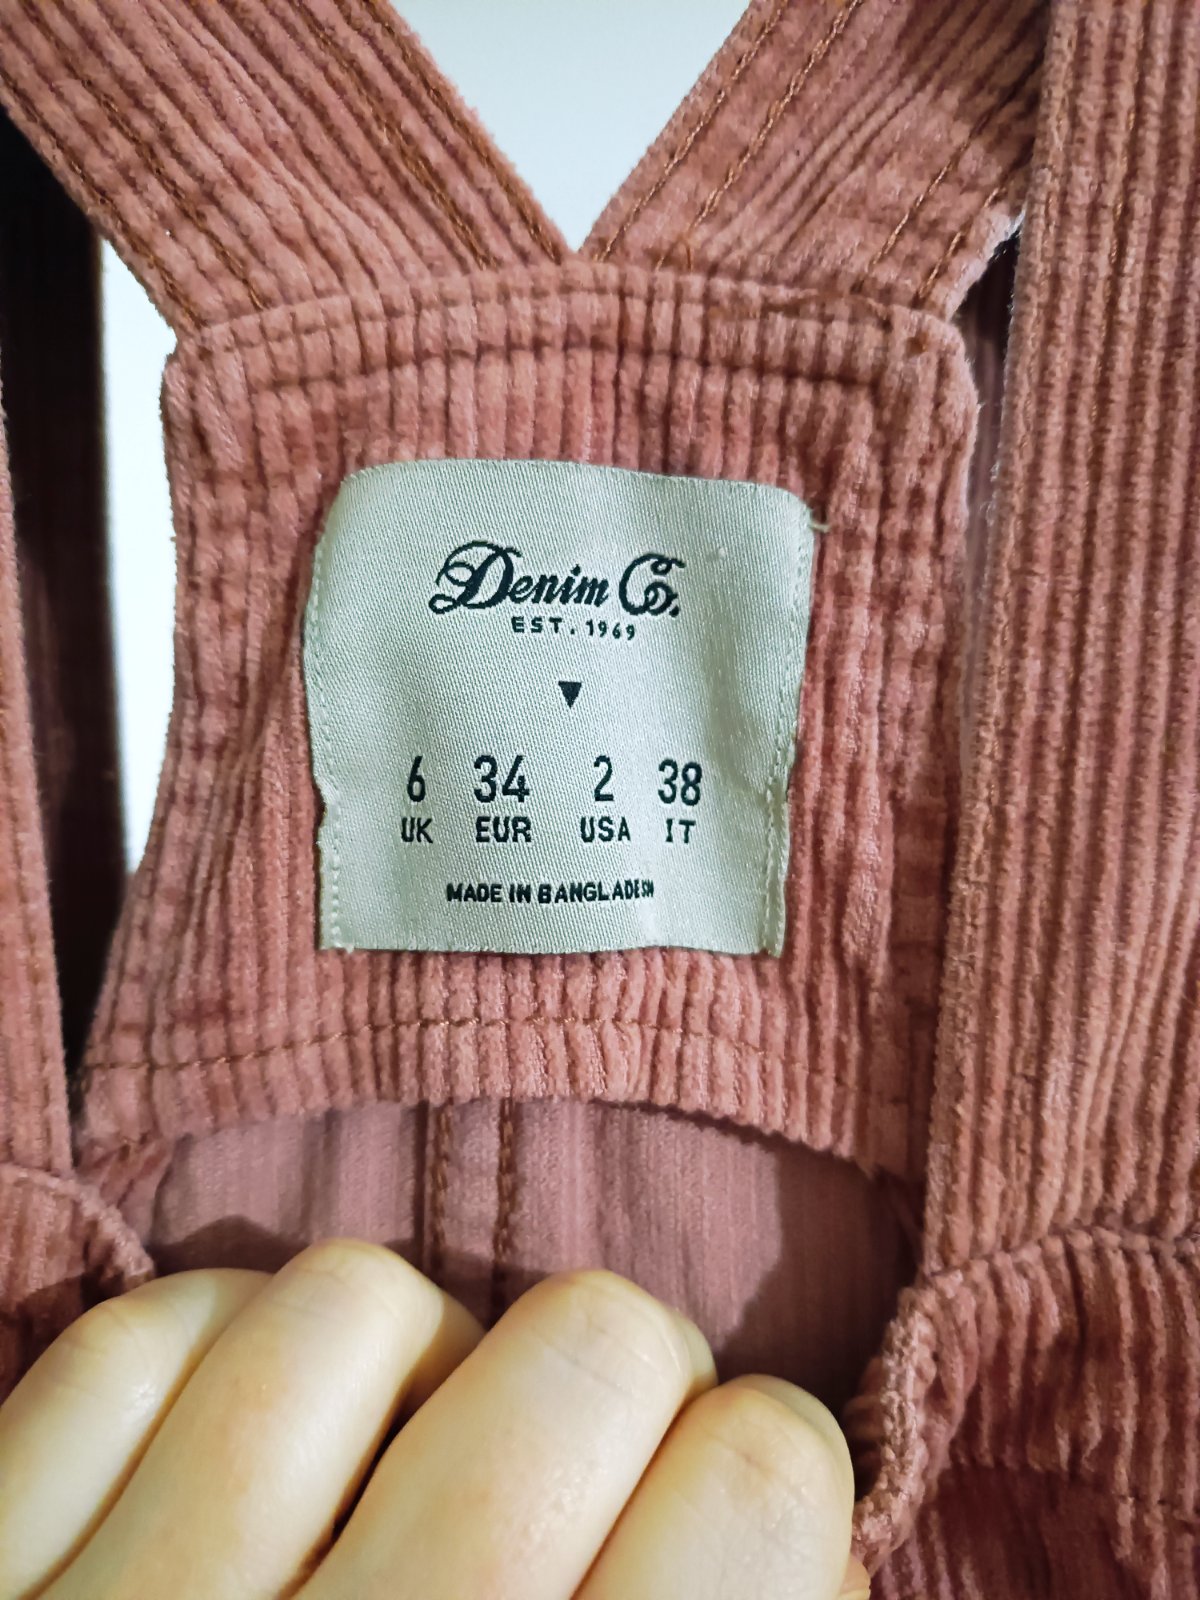 Denim Co.
EST. 1969
6 34 2 38
UK EUR USA IT
MADE IN BANGLADESH